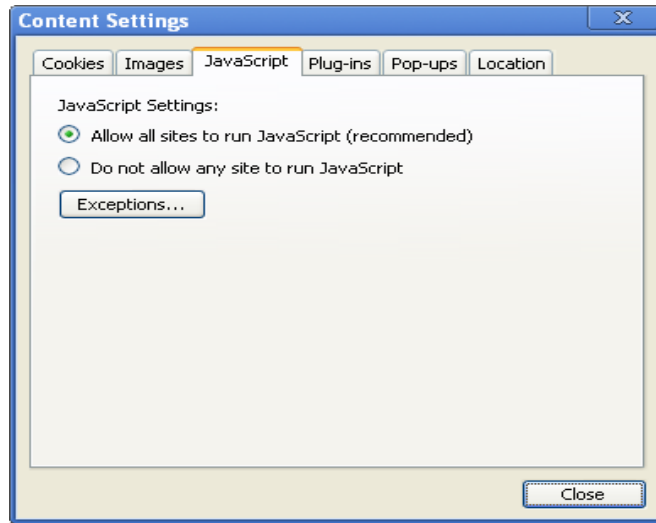 Content Settings
Cookies Images JavaScript Plug-ins Pop-ups Location
JavaScript Settings:
Allow all sites to run JavaScript (recommended)
Do not allow any site to run JavaScript
Exceptions...
Close